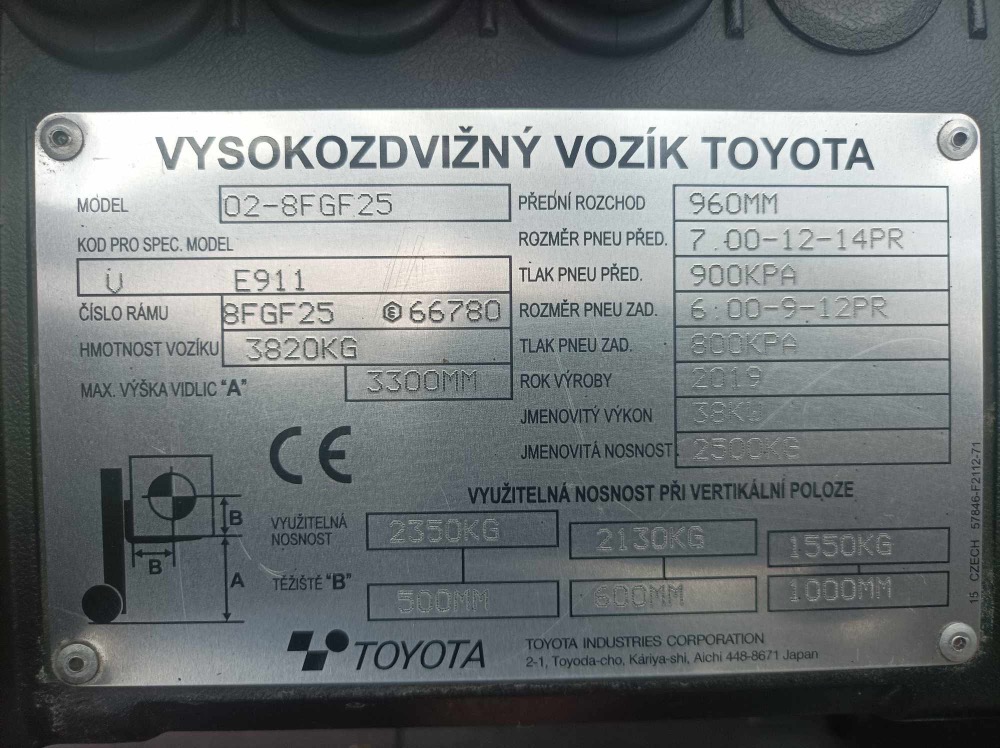 VYSOKOZDVIŽNÝ VOZÍK TOYOTA
MODEL 02-8FGF25
KOD PRO SPEC. MODEL
V E911
ČÍSLO RÁMU 8FGF25 Ⓔ66780
HMOTNOST VOZÍKU 3820KG
MAX. VÝŠKA VIDLIC "A" 3300MM
PŘEDNÍ ROZCHOD 960MM
ROZMĚR PNEU PŘED. 7.00-12-14PR
TLAK PNEU PŘED. 900KPA
ROZMĚR PNEU ZAD. 6:00-9-12PR
TLAK PNEU ZAD. 800KPA
ROK VÝROBY 2019
JMENOVITÝ VÝKON
JMENOVITÁ NOSNOST 2500KG
CE
VYUŽITELNÁ NOSNOST PŘI VERTIKÁLNÍ POLOZE
VYUŽITELNÁ NOSNOST 2350KG 2130KG 1550KG
TĚŽIŠTĚ "B" 500MM 600MM 1000MM
B
B
A
TOYOTA
TOYOTA INDUSTRIES CORPORATION
2-1, Toyoda-cho, Kariya-shi, Aichi 448-8671 Japan
15 CZECH 57846-F2112-71